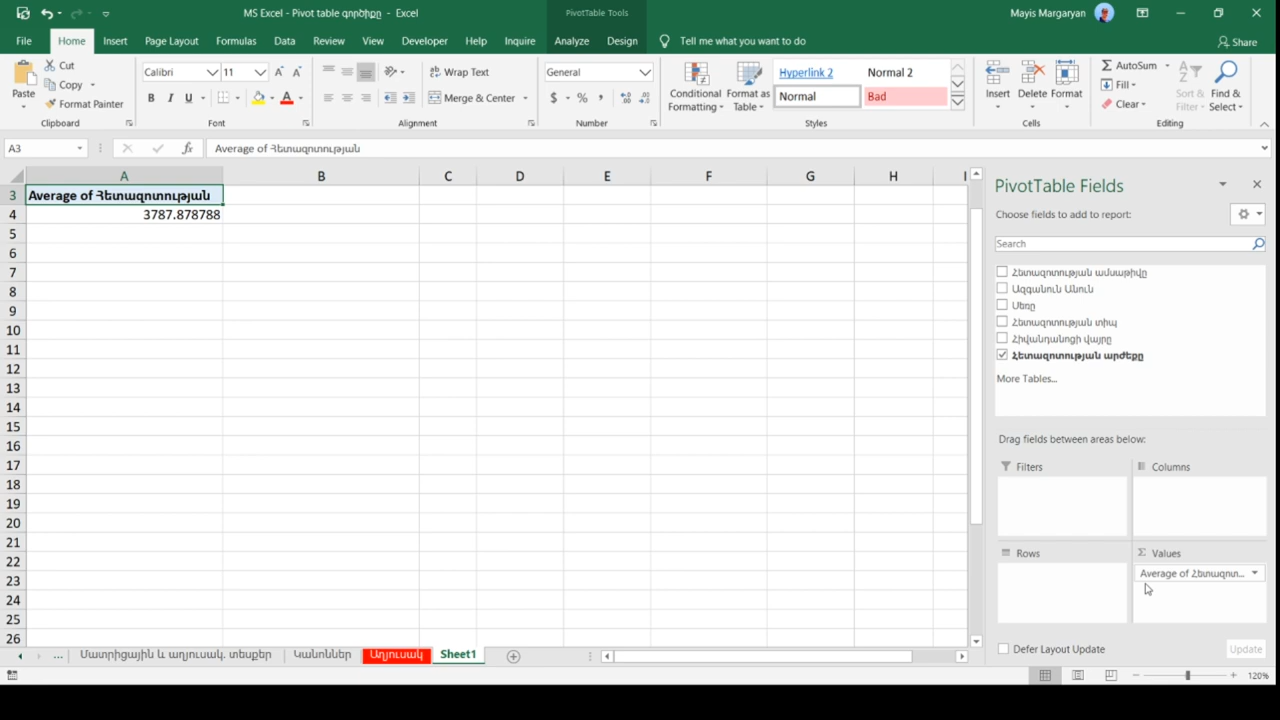 MS Excel - Pivot table գործիքը - Excel
PivotTable Tools
Mayis Margaryan
File Home Insert Page Layout Formulas Data Review View Developer Help Inquire Analyze Design Tell me what you want to do Share
Paste
Cut
Copy
Format Painter
Clipboard
Calibri 11
B I U
Font
Wrap Text
Merge & Center
Alignment
General
$ % ,
Number
Conditional Formatting
Format as Table
Hyperlink 2 Normal 2
Normal Bad
Styles
Insert Delete Format
Cells
AutoSum
Fill
Clear
Sort & Filter
Find & Select
Editing
A3 fx Average of Հետազոտության
A B C D E F G H I
3 Average of Հետազոտության
4 3787.878788
5
6
7
8
9
10
11
12
13
14
15
16
17
18
19
20
21
22
23
24
25
26
PivotTable Fields
Choose fields to add to report:
Search
Հետազոտության ամսաթիվը
Ազգանուն Անուն
Սեռը
Հետազոտության տիպ
Հիվանդանոցի վայրը
Հետազոտության արժեքը
More Tables...
Drag fields between areas below:
Filters Columns
Rows Σ Values
Average of Հետազոտ...
Defer Layout Update Update
... Մատրիցային և աղյուսակ. տեսքեր Կանոններ Աղյուսակ Sheet1
120%